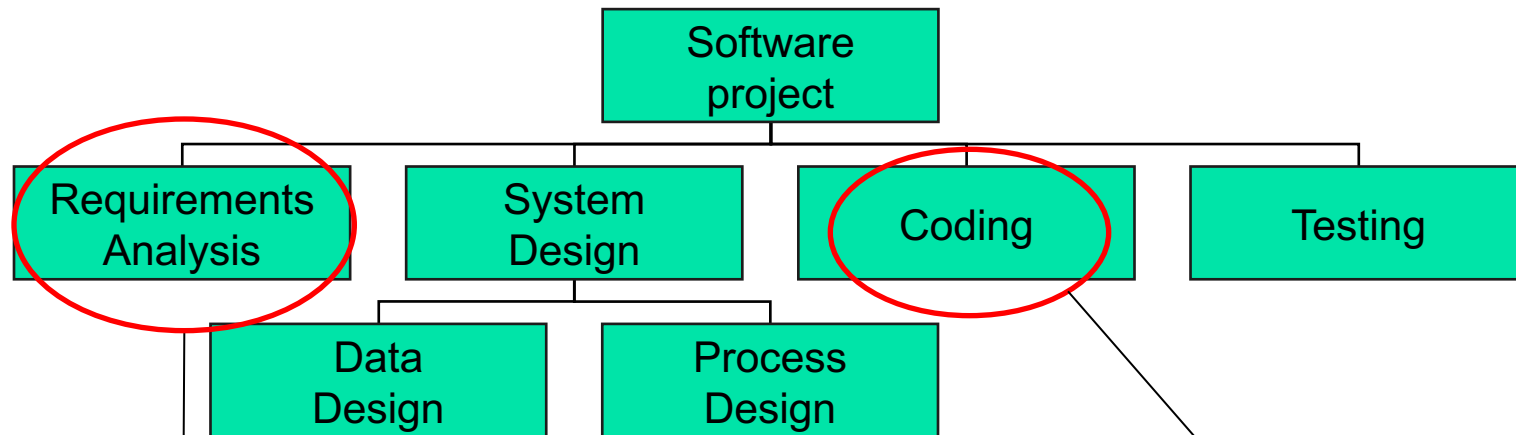 Software
project
Requirements
Analysis
System
Design
Coding
Testing
Data
Design
Process
Design